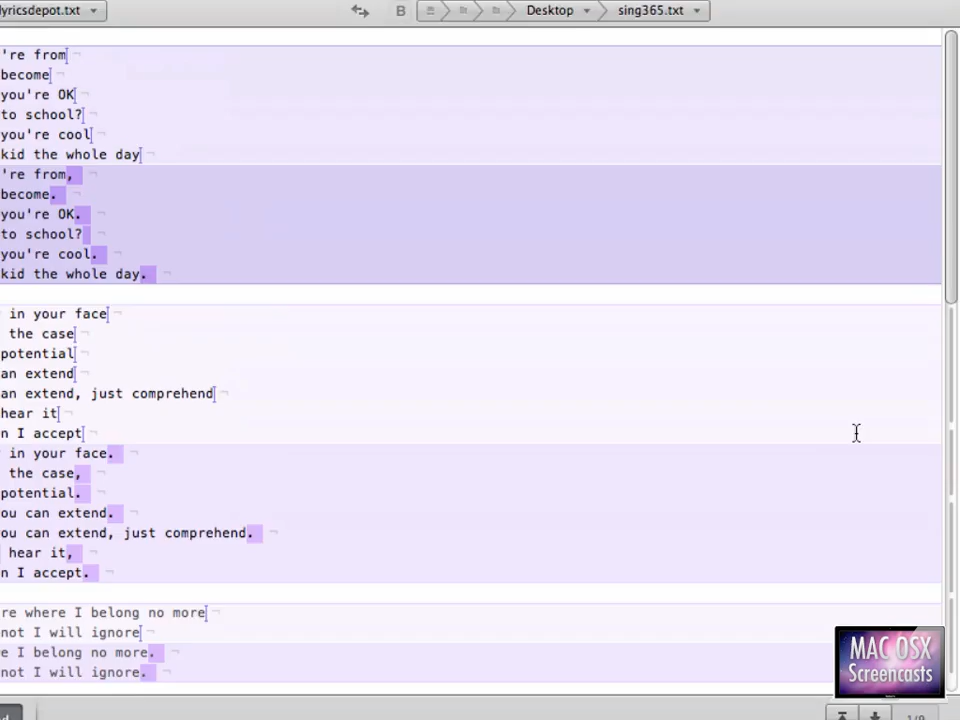 lyricsdepot.txt
B
Desktop
sing365.txt
're from
become
you're OK
to school?
you're cool
kid the whole day
're from,
become.
you're OK.
to school?
you're cool.
kid the whole day.
in your face
the case
potential
an extend
an extend, just comprehend
hear it
n I accept
in your face.
the case,
potential.
ou can extend.
ou can extend, just comprehend.
hear it,
n I accept.
re where I belong no more
not I will ignore
e I belong no more.
not I will ignore.
MAC OSX
Screencasts
d